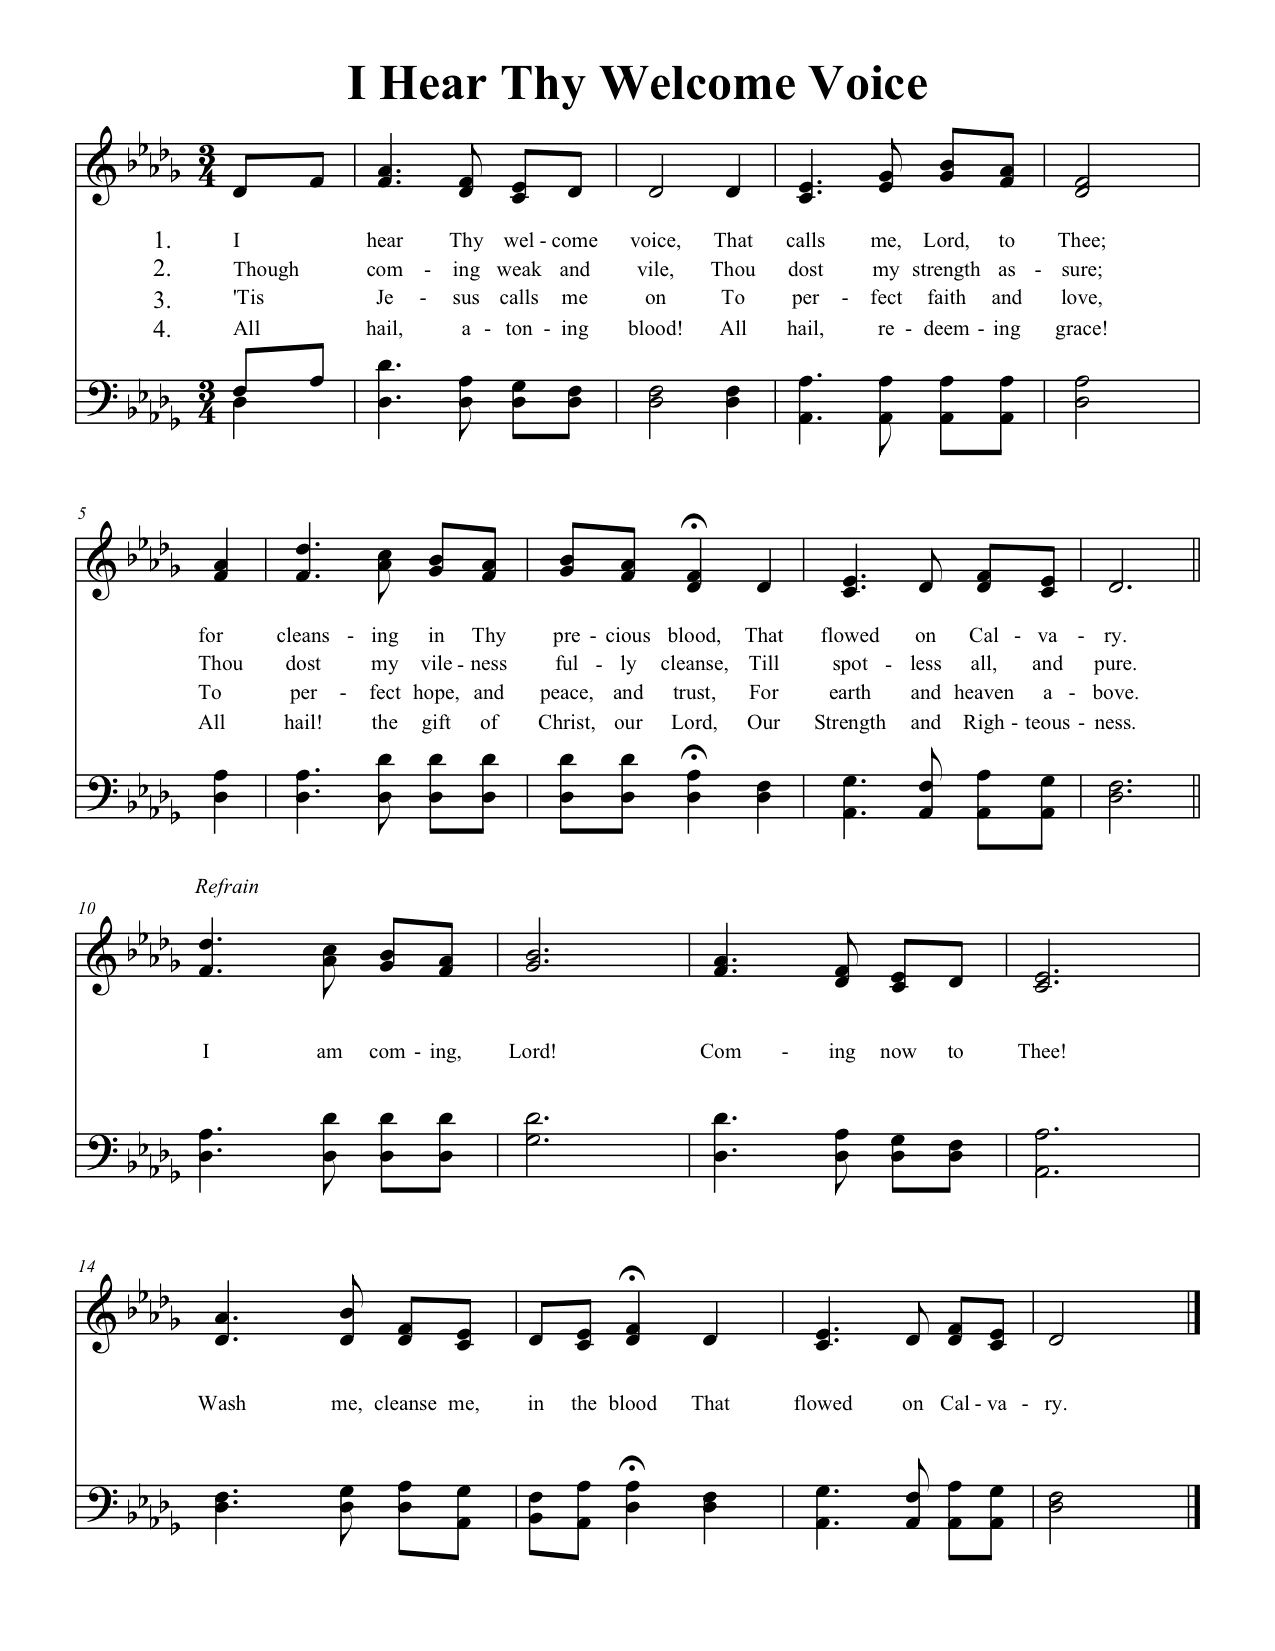 I Hear Thy Welcome Voice
3
4
1. I hear Thy wel - come voice, That calls me, Lord, to Thee;
2. Though com - ing weak and vile, Thou dost my strength as - sure;
3. 'Tis Je - sus calls me on To per - fect faith and love,
4. All hail, a - ton - ing blood! All hail, re - deem - ing grace!
3
4
5
for cleans - ing in Thy pre - cious blood, That flowed on Cal - va - ry.
Thou dost my vile - ness ful - ly cleanse, Till spot - less all, and pure.
To per - fect hope, and peace, and trust, For earth and heaven a - bove.
All hail! the gift of Christ, our Lord, Our Strength and Righ - teous - ness.
Refrain
10
I am com - ing, Lord! Com - ing now to Thee!
14
Wash me, cleanse me, in the blood That flowed on Cal - va - ry.